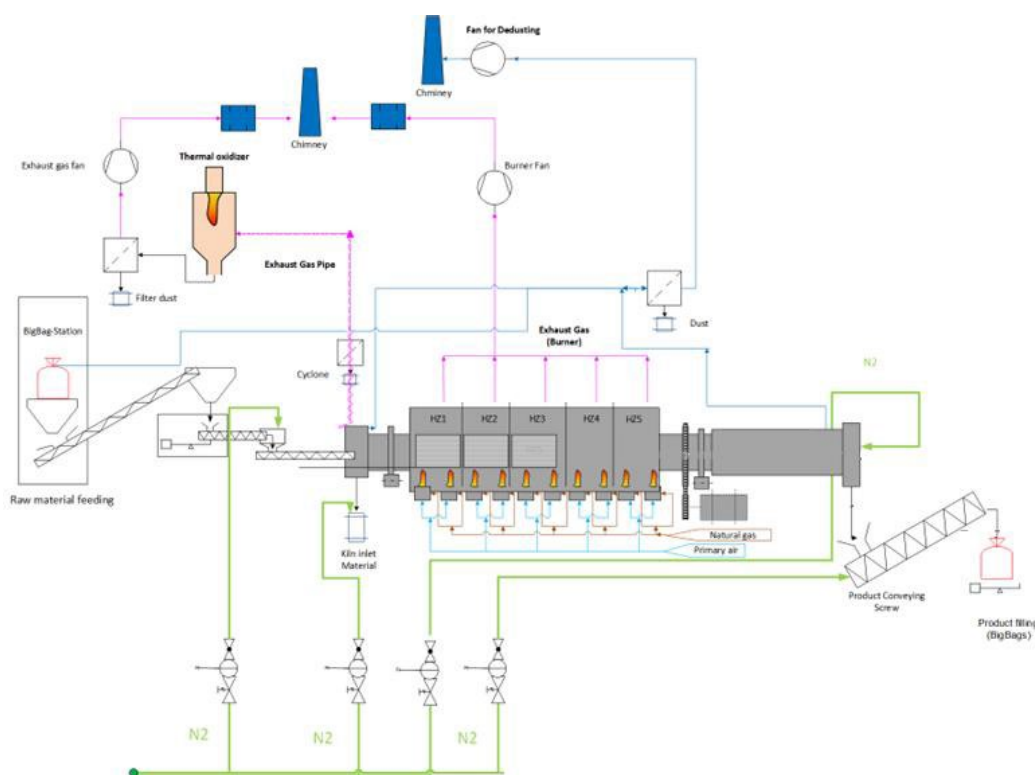 Fan for Dedusting
Chminey
Chimney
Exhaust gas fan
Thermal oxidizer
Burner Fan
Exhaust Gas Pipe
Filter dust
BigBag-Station
Dust
Exhaust Gas
(Burner)
Cyclone
N2
HZ1
HZ2
HZ3
HZ4
HZ5
Raw material feeding
Natural gas
Primary air
Kiln inlet
Material
Product Conveying
Screw
Product filling
(BigBags)
N2
N2
N2